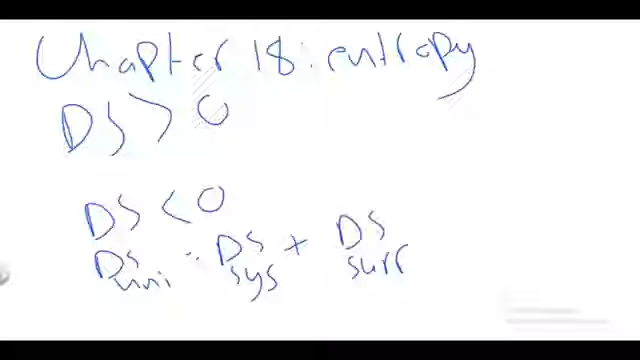 Chapter 18: entropy
DS > 0
DS < 0
DS uni = DS sys + DS surr